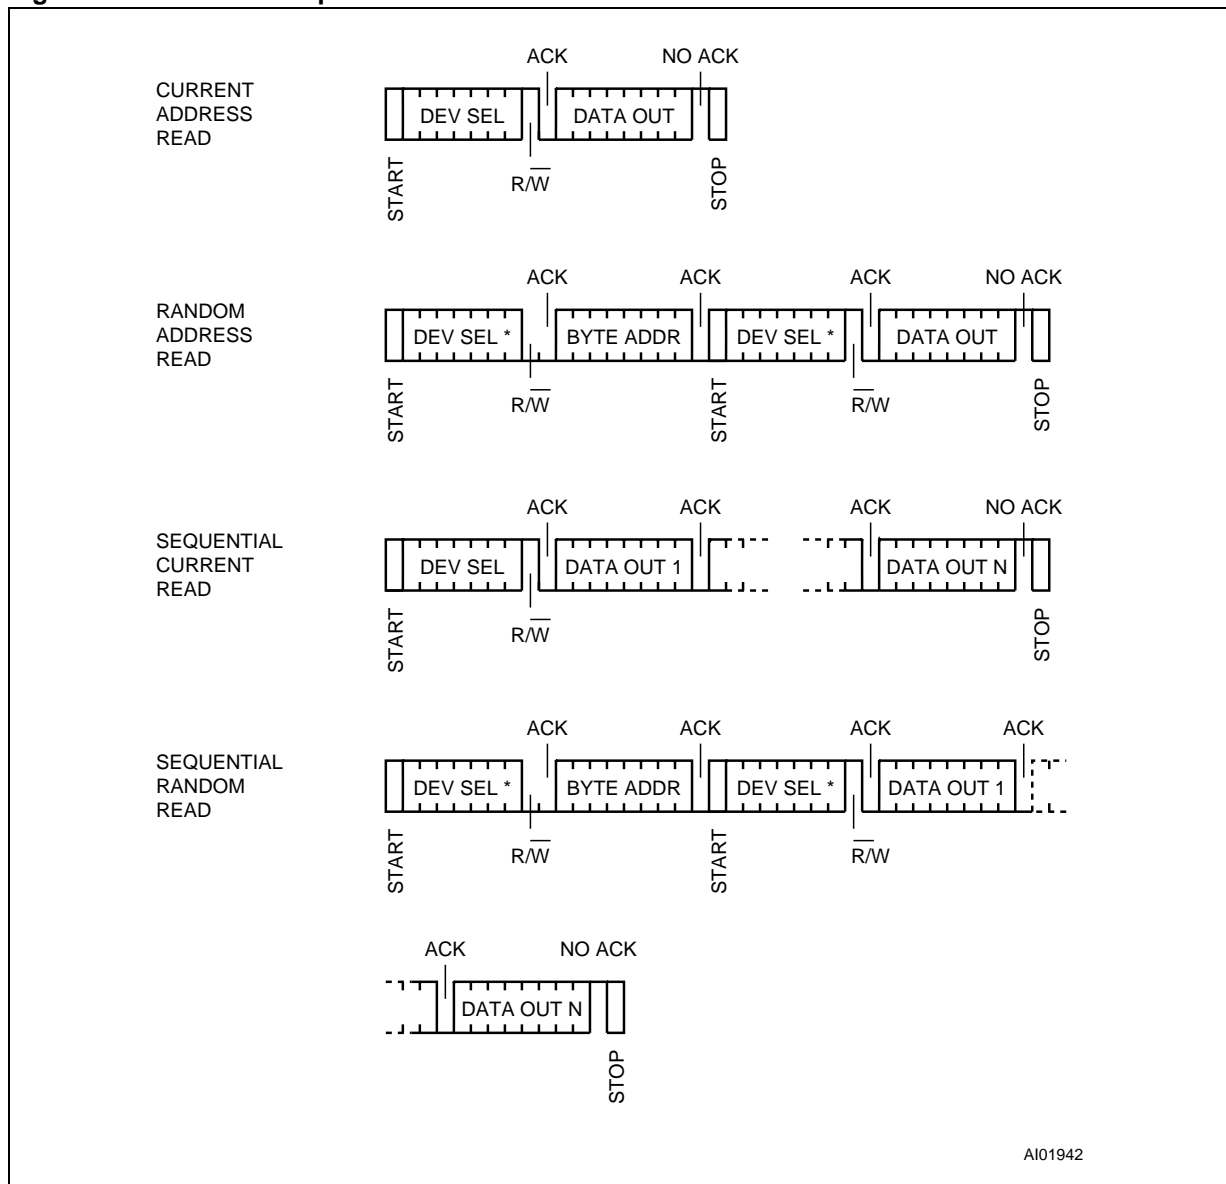 ACK NO ACK
CURRENT
ADDRESS
READ
DEV SEL DATA OUT
START R/W̅ STOP
ACK ACK ACK NO ACK
RANDOM
ADDRESS
READ
DEV SEL * BYTE ADDR DEV SEL * DATA OUT
START R/W̅ START R̅/W STOP
ACK ACK ACK NO ACK
SEQUENTIAL
CURRENT
READ
DEV SEL DATA OUT 1 DATA OUT N
START R/W̅ STOP
ACK ACK ACK ACK
SEQUENTIAL
RANDOM
READ
DEV SEL * BYTE ADDR DEV SEL * DATA OUT 1
START R/W̅ START R̅/W
ACK NO ACK
DATA OUT N
STOP
AI01942